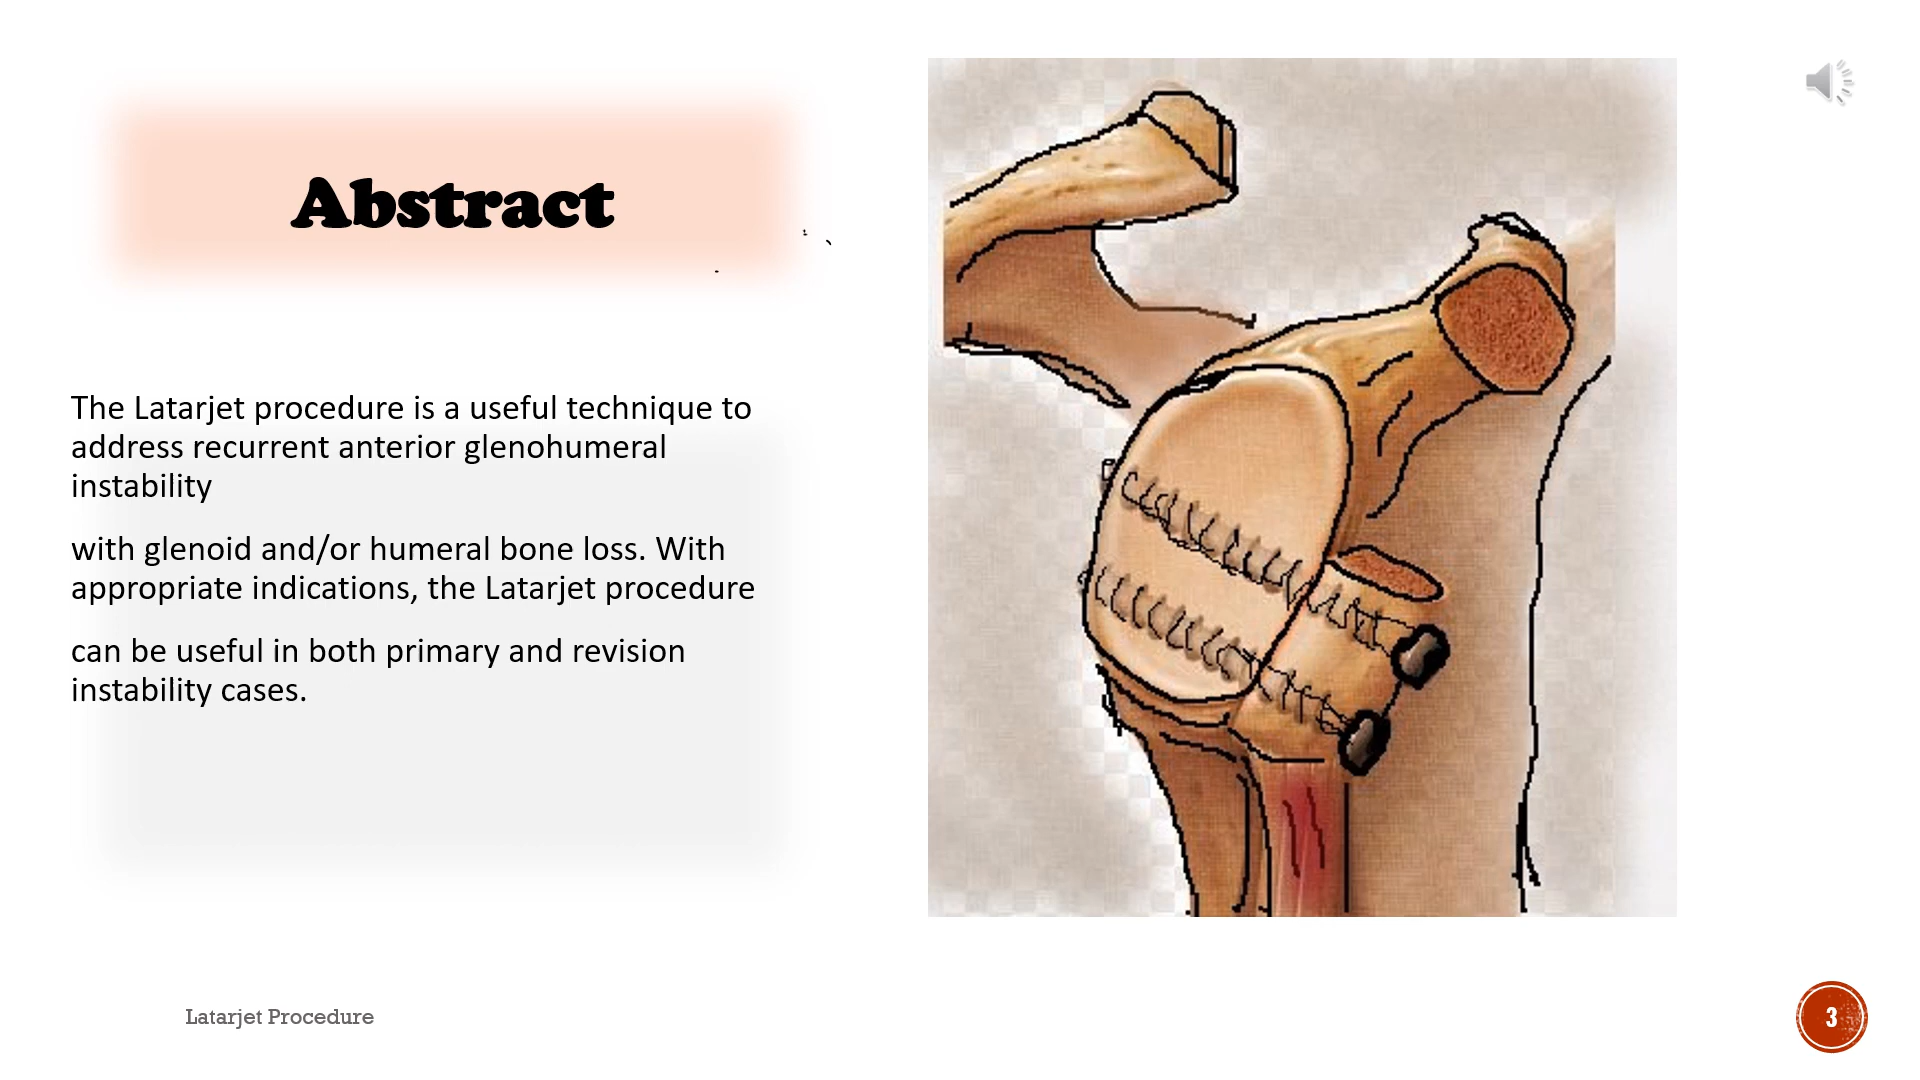 Abstract
The Latarjet procedure is a useful technique to
address recurrent anterior glenohumeral
instability
with glenoid and/or humeral bone loss. With
appropriate indications, the Latarjet procedure
can be useful in both primary and revision
instability cases.
Latarjet Procedure
3